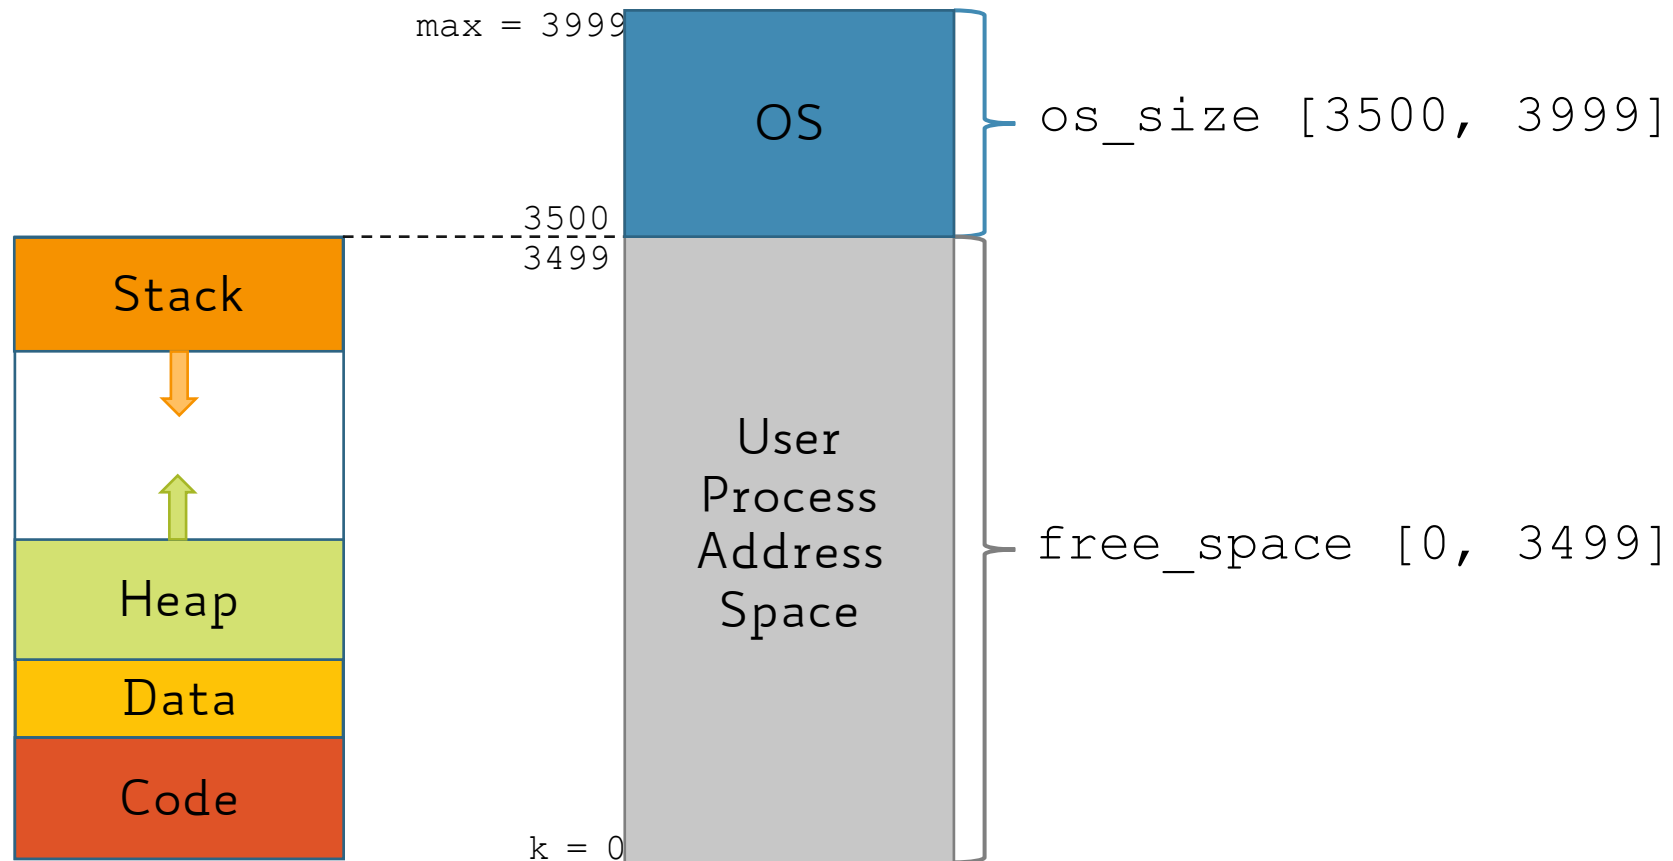 max = 3999
OS
os_size [3500, 3999]
3500
3499
Stack
User
Process
Address
Space
free_space [0, 3499]
Heap
Data
Code
k = 0